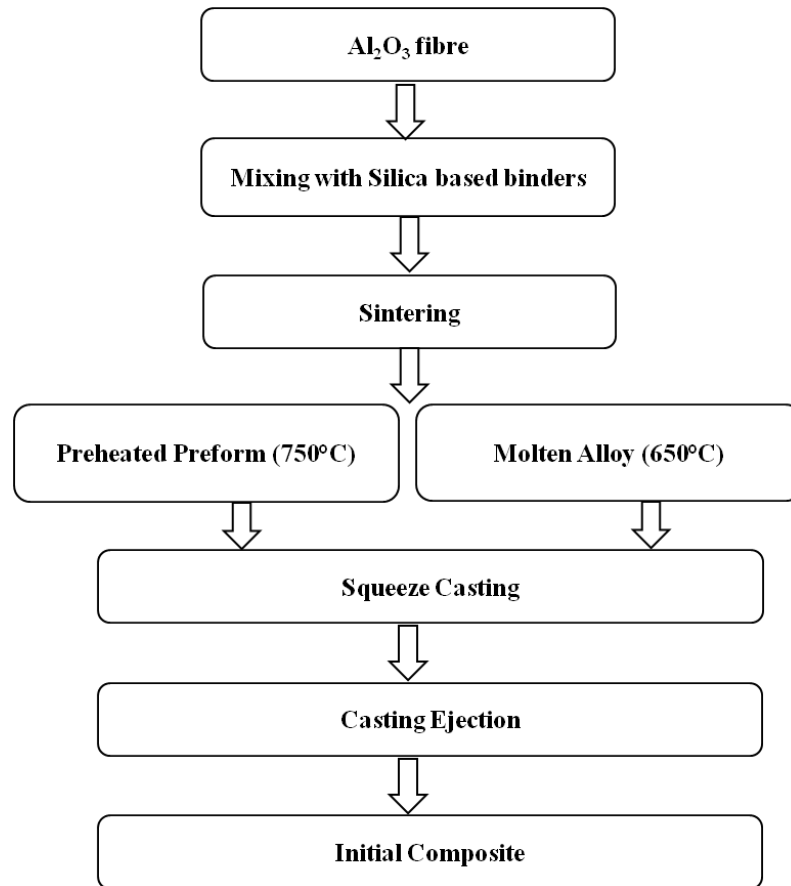 Al₂O₃ fibre
Mixing with Silica based binders
Sintering
Preheated Preform (750°C)
Molten Alloy (650°C)
Squeeze Casting
Casting Ejection
Initial Composite